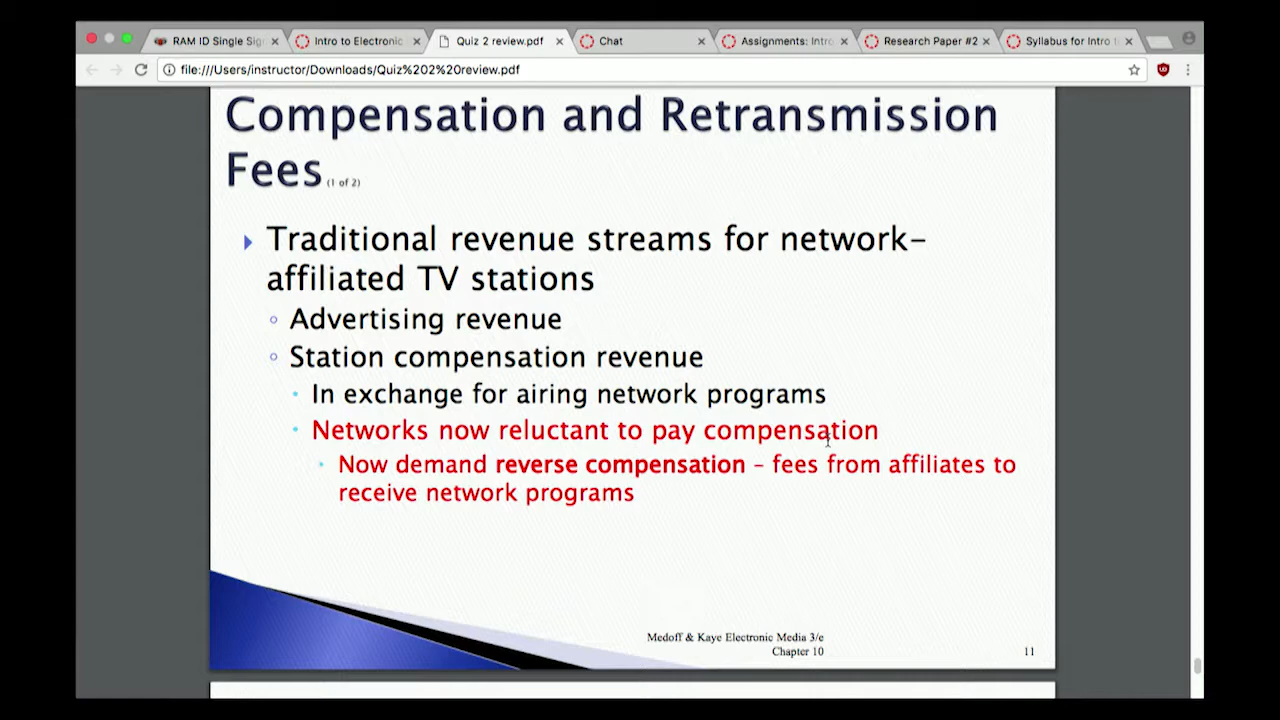 RAM ID Single Sig
Intro to Electronic
Quiz 2 review.pdf
Chat
Assignments: Intro
Research Paper #2
Syllabus for Intro t
file:///Users/instructor/Downloads/Quiz%202%20review.pdf
Compensation and Retransmission
Fees (1 of 2)
Traditional revenue streams for network-
affiliated TV stations
Advertising revenue
Station compensation revenue
In exchange for airing network programs
Networks now reluctant to pay compensation
Now demand reverse compensation – fees from affiliates to
receive network programs
Medoff & Kaye Electronic Media 3/e
Chapter 10
11